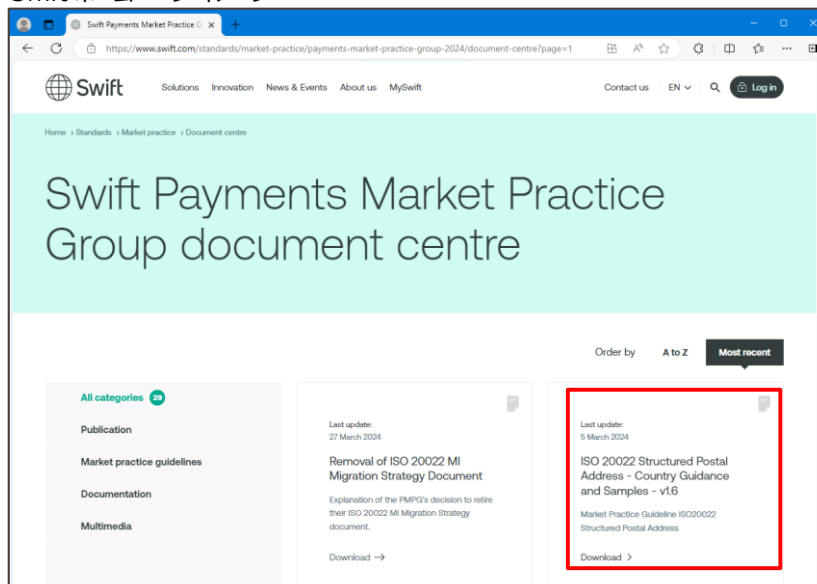 Swift Payments Market Practice G
https://www.swift.com/standards/market-practice/payments-market-practice-group-2024/document-centre?page=1
Swift
Solutions Innovation News & Events About us MySwift
Contact us EN Log in
Home › Standards › Market practice › Document centre
Swift Payments Market Practice
Group document centre
Order by A to Z Most recent
All categories 29
Publication
Market practice guidelines
Documentation
Multimedia
Last update:
27 March 2024
Removal of ISO 20022 MI
Migration Strategy Document
Explanation of the PMPG's decision to retire
their ISO 20022 MI Migration Strategy
document.
Download →
Last update:
5 March 2024
ISO 20022 Structured Postal
Address - Country Guidance
and Samples - v1.6
Market Practice Guideline ISO20022
Structured Postal Address
Download >